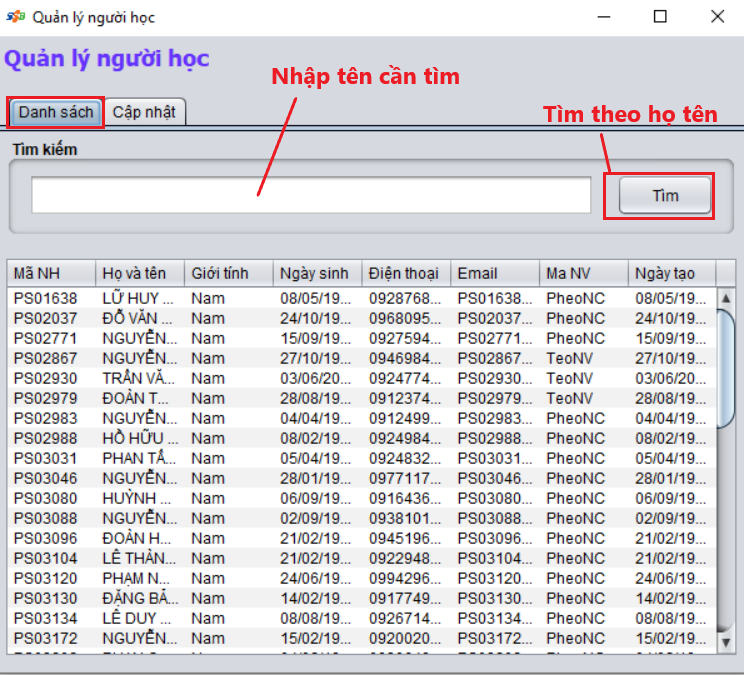 Quản lý người học
Quản lý người học
Nhập tên cần tìm
Danh sách Cập nhật
Tìm theo họ tên
Tìm kiếm
Tìm
Mã NH Họ và tên Giới tính Ngày sinh Điện thoại Email Ma NV Ngày tạo
PS01638 LỮ HUY ... Nam 08/05/19... 0928768... PS01638... PheoNC 08/05/19...
PS02037 ĐỖ VĂN ... Nam 24/10/19... 0968095... PS02037... PheoNC 24/10/19...
PS02771 NGUYỄN... Nam 15/09/19... 0927594... PS02771... PheoNC 15/09/19...
PS02867 NGUYỄN... Nam 27/10/19... 0946984... PS02867... TeoNV 27/10/19...
PS02930 TRẦN VĂ... Nam 03/06/20... 0924774... PS02930... TeoNV 03/06/20...
PS02979 ĐOÀN T... Nam 28/08/19... 0912374... PS02979... TeoNV 28/08/19...
PS02983 NGUYỄN... Nam 04/04/19... 0912499... PS02983... PheoNC 04/04/19...
PS02988 HỒ HỮU ... Nam 08/02/19... 0924984... PS02988... PheoNC 08/02/19...
PS03031 PHAN TẤ... Nam 05/04/19... 0924832... PS03031... PheoNC 05/04/19...
PS03046 NGUYỄN... Nam 28/01/19... 0977117... PS03046... PheoNC 28/01/19...
PS03080 HUỲNH ... Nam 06/09/19... 0916436... PS03080... PheoNC 06/09/19...
PS03088 NGUYỄN... Nam 02/09/19... 0938101... PS03088... PheoNC 02/09/19...
PS03096 ĐOÀN H... Nam 21/02/19... 0945196... PS03096... PheoNC 21/02/19...
PS03104 LÊ THÀN... Nam 21/02/19... 0922948... PS03104... PheoNC 21/02/19...
PS03120 PHẠM N... Nam 24/06/19... 0994296... PS03120... PheoNC 24/06/19...
PS03130 ĐẶNG BẢ... Nam 14/02/19... 0917749... PS03130... PheoNC 14/02/19...
PS03134 LÊ DUY ... Nam 08/08/19... 0926714... PS03134... PheoNC 08/08/19...
PS03172 NGUYỄN... Nam 15/02/19... 0920020... PS03172... PheoNC 15/02/19...